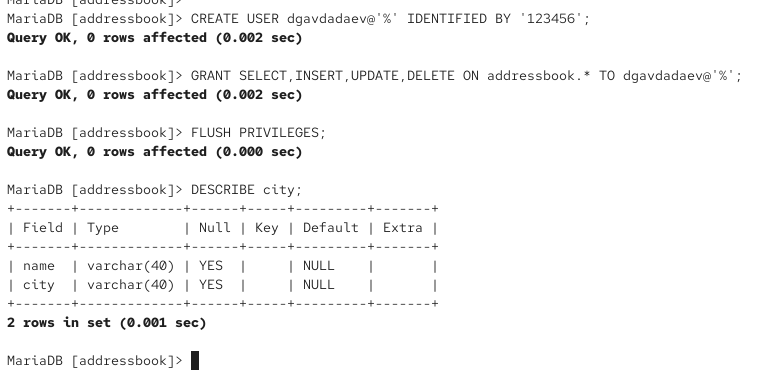 MariaDB [addressbook]>
MariaDB [addressbook]> CREATE USER dgavdadaev@'%' IDENTIFIED BY '123456';
Query OK, 0 rows affected (0.002 sec)
MariaDB [addressbook]> GRANT SELECT,INSERT,UPDATE,DELETE ON addressbook.* TO dgavdadaev@'%';
Query OK, 0 rows affected (0.002 sec)
MariaDB [addressbook]> FLUSH PRIVILEGES;
Query OK, 0 rows affected (0.000 sec)
MariaDB [addressbook]> DESCRIBE city;
+-------+-------------+------+-----+---------+-------+
| Field | Type        | Null | Key | Default | Extra |
+-------+-------------+------+-----+---------+-------+
| name  | varchar(40) | YES  |     | NULL    |       |
| city  | varchar(40) | YES  |     | NULL    |       |
+-------+-------------+------+-----+---------+-------+
2 rows in set (0.001 sec)
MariaDB [addressbook]>